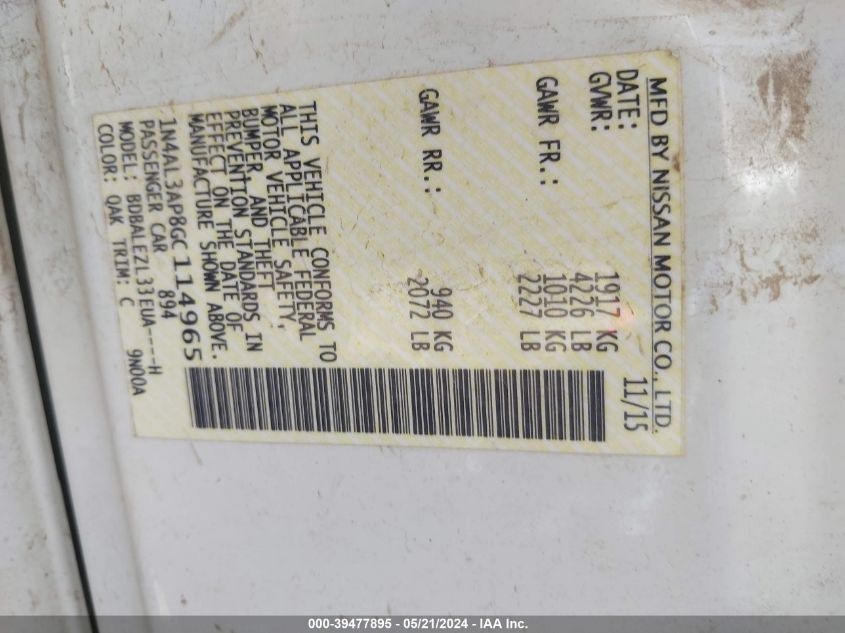 MFD BY NISSAN MOTOR CO., LTD.
DATE: 11/15
GVWR: 1917 KG
4226 LB
GAWR FR.: 1010 KG
2227 LB
GAWR RR.: 940 KG
2072 LB
THIS VEHICLE CONFORMS TO
ALL APPLICABLE FEDERAL
MOTOR VEHICLE SAFETY,
BUMPER, AND THEFT
PREVENTION STANDARDS IN
EFFECT ON THE DATE OF
MANUFACTURE SHOWN ABOVE.
1N4AL3AP8GC114965
PASSENGER CAR 894
MODEL: BDBALEZL33EUA----H
COLOR: QAK TRIM: C 9N00A
000-39477895 - 05/21/2024 - IAA Inc.